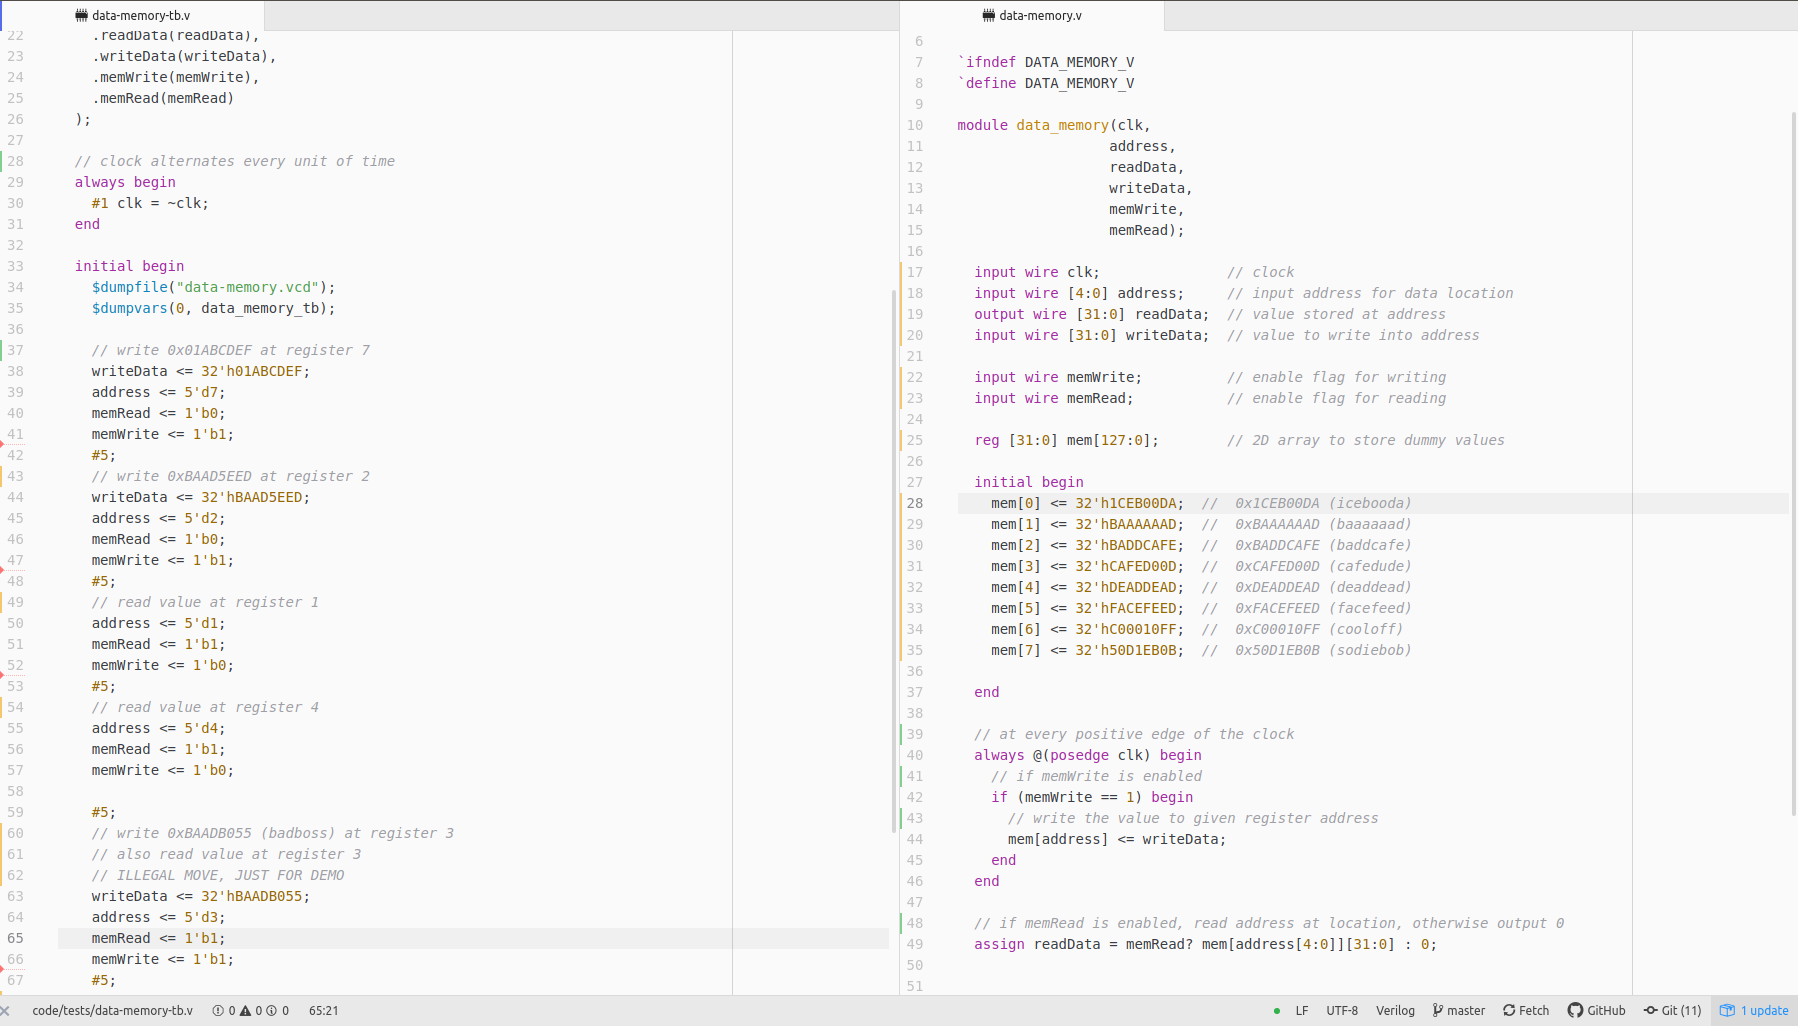 data-memory-tb.v
22 .readData(readData),
23 .writeData(writeData),
24 .memWrite(memWrite),
25 .memRead(memRead)
26 );
27
28 // clock alternates every unit of time
29 always begin
30 #1 clk = ~clk;
31 end
32
33 initial begin
34 $dumpfile("data-memory.vcd");
35 $dumpvars(0, data_memory_tb);
36
37 // write 0x01ABCDEF at register 7
38 writeData <= 32'h01ABCDEF;
39 address <= 5'd7;
40 memRead <= 1'b0;
41 memWrite <= 1'b1;
42 #5;
43 // write 0xBAAD5EED at register 2
44 writeData <= 32'hBAAD5EED;
45 address <= 5'd2;
46 memRead <= 1'b0;
47 memWrite <= 1'b1;
48 #5;
49 // read value at register 1
50 address <= 5'd1;
51 memRead <= 1'b1;
52 memWrite <= 1'b0;
53 #5;
54 // read value at register 4
55 address <= 5'd4;
56 memRead <= 1'b1;
57 memWrite <= 1'b0;
58
59 #5;
60 // write 0xBAADB055 (badboss) at register 3
61 // also read value at register 3
62 // ILLEGAL MOVE, JUST FOR DEMO
63 writeData <= 32'hBAADB055;
64 address <= 5'd3;
65 memRead <= 1'b1;
66 memWrite <= 1'b1;
67 #5;
data-memory.v
6
7 `ifndef DATA_MEMORY_V
8 `define DATA_MEMORY_V
9
10 module data_memory(clk,
11 address,
12 readData,
13 writeData,
14 memWrite,
15 memRead);
16
17 input wire clk; // clock
18 input wire [4:0] address; // input address for data location
19 output wire [31:0] readData; // value stored at address
20 input wire [31:0] writeData; // value to write into address
21
22 input wire memWrite; // enable flag for writing
23 input wire memRead; // enable flag for reading
24
25 reg [31:0] mem[127:0]; // 2D array to store dummy values
26
27 initial begin
28 mem[0] <= 32'h1CEB00DA; // 0x1CEB00DA (icebooda)
29 mem[1] <= 32'hBAAAAAAD; // 0xBAAAAAAD (baaaaaad)
30 mem[2] <= 32'hBADDCAFE; // 0xBADDCAFE (baddcafe)
31 mem[3] <= 32'hCAFED00D; // 0xCAFED00D (cafedude)
32 mem[4] <= 32'hDEADDEAD; // 0xDEADDEAD (deaddead)
33 mem[5] <= 32'hFACEFEED; // 0xFACEFEED (facefeed)
34 mem[6] <= 32'hC00010FF; // 0xC00010FF (cooloff)
35 mem[7] <= 32'h50D1EB0B; // 0x50D1EB0B (sodiebob)
36
37 end
38
39 // at every positive edge of the clock
40 always @(posedge clk) begin
41 // if memWrite is enabled
42 if (memWrite == 1) begin
43 // write the value to given register address
44 mem[address] <= writeData;
45 end
46 end
47
48 // if memRead is enabled, read address at location, otherwise output 0
49 assign readData = memRead? mem[address[4:0]][31:0] : 0;
50
51
code/tests/data-memory-tb.v 0 0 0 65:21 LF UTF-8 Verilog master Fetch GitHub Git (11) 1 update